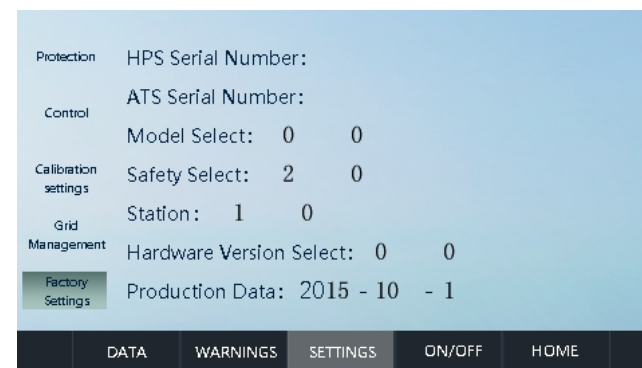 Protection
Control
Calibration
settings
Grid
Management
Factory
Settings
HPS Serial Number:
ATS Serial Number:
Model Select: 0 0
Safety Select: 2 0
Station: 1 0
Hardware Version Select: 0 0
Production Data: 2015 - 10 - 1
DATA WARNINGS SETTINGS ON/OFF HOME